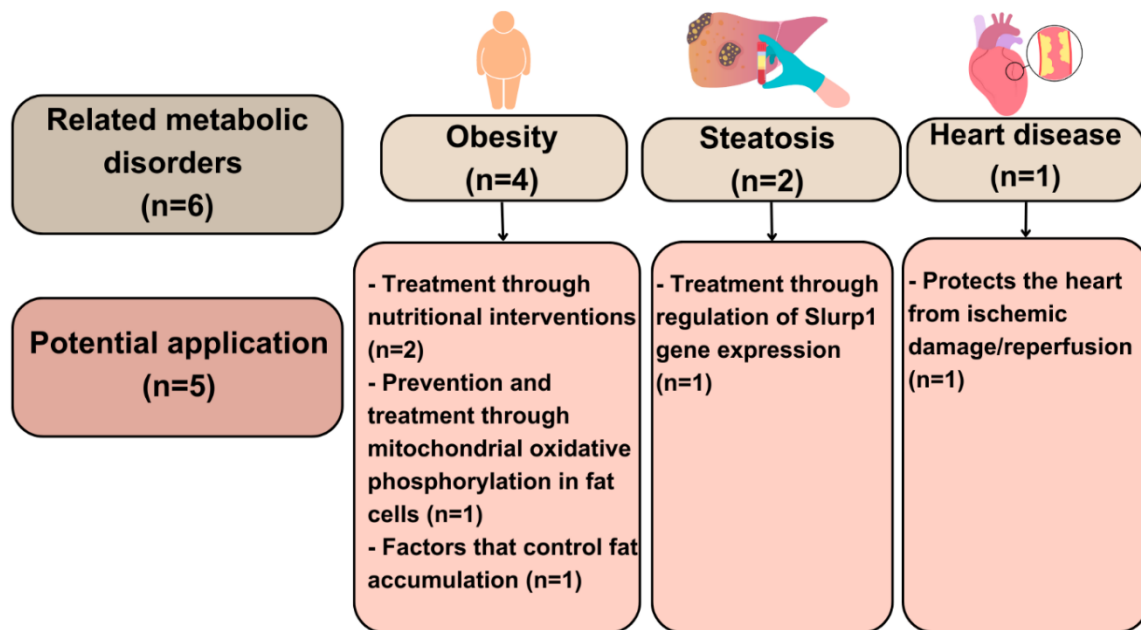 Related metabolic
disorders
(n=6)
Obesity
(n=4)
Steatosis
(n=2)
Heart disease
(n=1)
Potential application
(n=5)
- Treatment through
nutritional interventions
(n=2)
- Prevention and
treatment through
mitochondrial oxidative
phosphorylation in fat
cells (n=1)
- Factors that control fat
accumulation (n=1)
- Treatment through
regulation of Slurp1
gene expression
(n=1)
- Protects the heart
from ischemic
damage/reperfusion
(n=1)